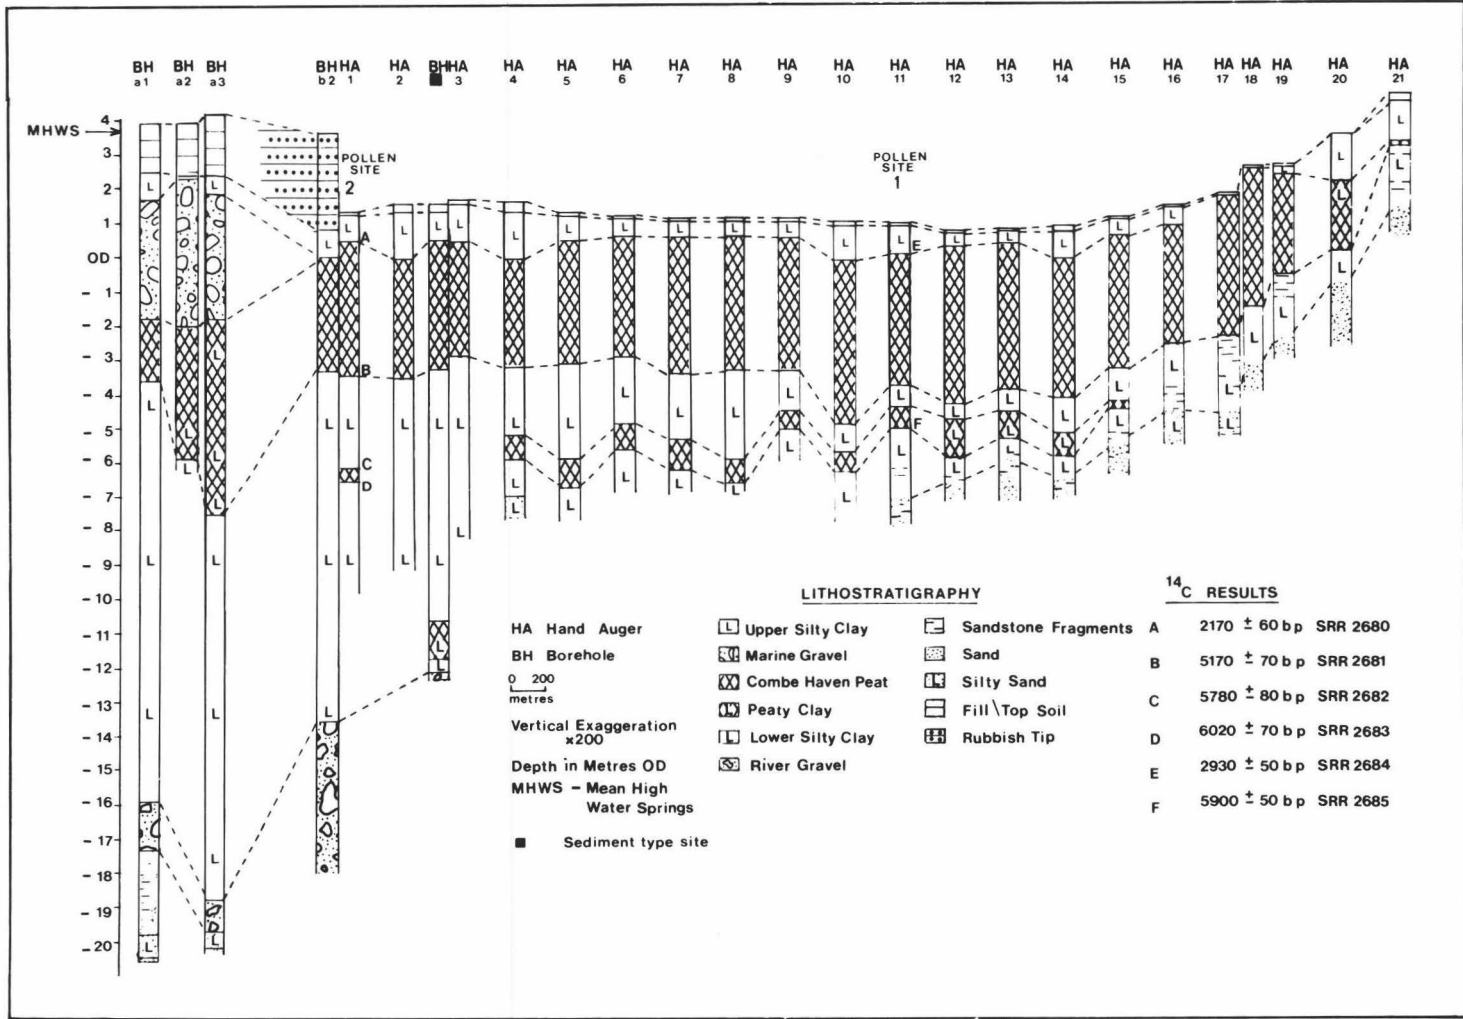 BH BH BH BH HA HA BH HA HA HA HA HA HA HA HA HA HA HA HA HA HA HA HA HA HA HA
a1 a2 a3 b2 1 2 3 4 5 6 7 8 9 10 11 12 13 14 15 16 17 18 19 20 21
MHWS
POLLEN
SITE
2
POLLEN
SITE
1
4
3
2
1
OD
- 1
- 2
- 3
- 4
- 5
- 6
- 7
- 8
- 9
- 10
- 11
- 12
- 13
- 14
- 15
- 16
- 17
- 18
- 19
- 20
A
B
C
D
E
F
HA Hand Auger
BH Borehole
0 200
metres
Vertical Exaggeration
×200
Depth in Metres OD
MHWS – Mean High
Water Springs
■ Sediment type site
LITHOSTRATIGRAPHY
L Upper Silty Clay
Marine Gravel
Combe Haven Peat
L Peaty Clay
L Lower Silty Clay
River Gravel
Sandstone Fragments
Sand
L Silty Sand
Fill\Top Soil
Rubbish Tip
14C RESULTS
A 2170 ± 60 bp SRR 2680
B 5170 ± 70 bp SRR 2681
C 5780 ± 80 bp SRR 2682
D 6020 ± 70 bp SRR 2683
E 2930 ± 50 bp SRR 2684
F 5900 ± 50 bp SRR 2685